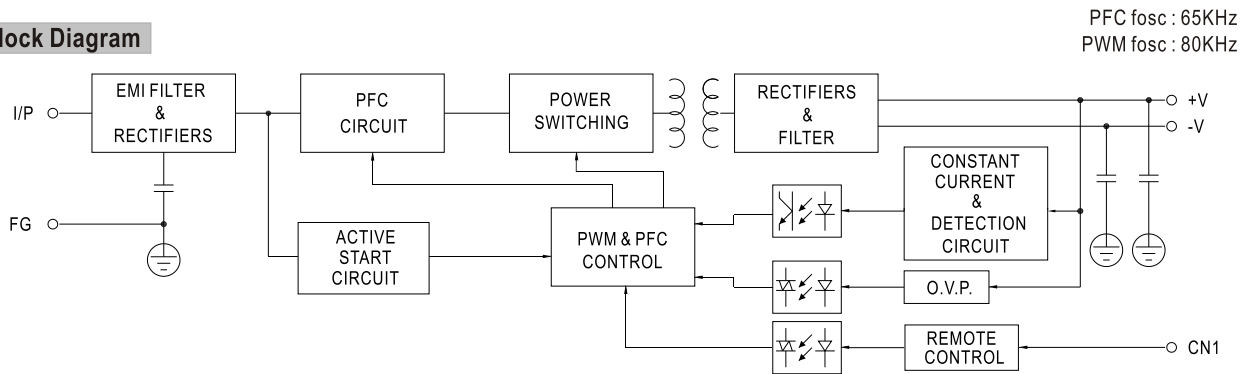 lock Diagram
PFC fosc : 65KHz
PWM fosc : 80KHz
I/P
EMI FILTER
&
RECTIFIERS
PFC
CIRCUIT
POWER
SWITCHING
RECTIFIERS
&
FILTER
+V
-V
FG
ACTIVE
START
CIRCUIT
PWM & PFC
CONTROL
CONSTANT
CURRENT
&
DETECTION
CIRCUIT
O.V.P.
REMOTE
CONTROL
CN1